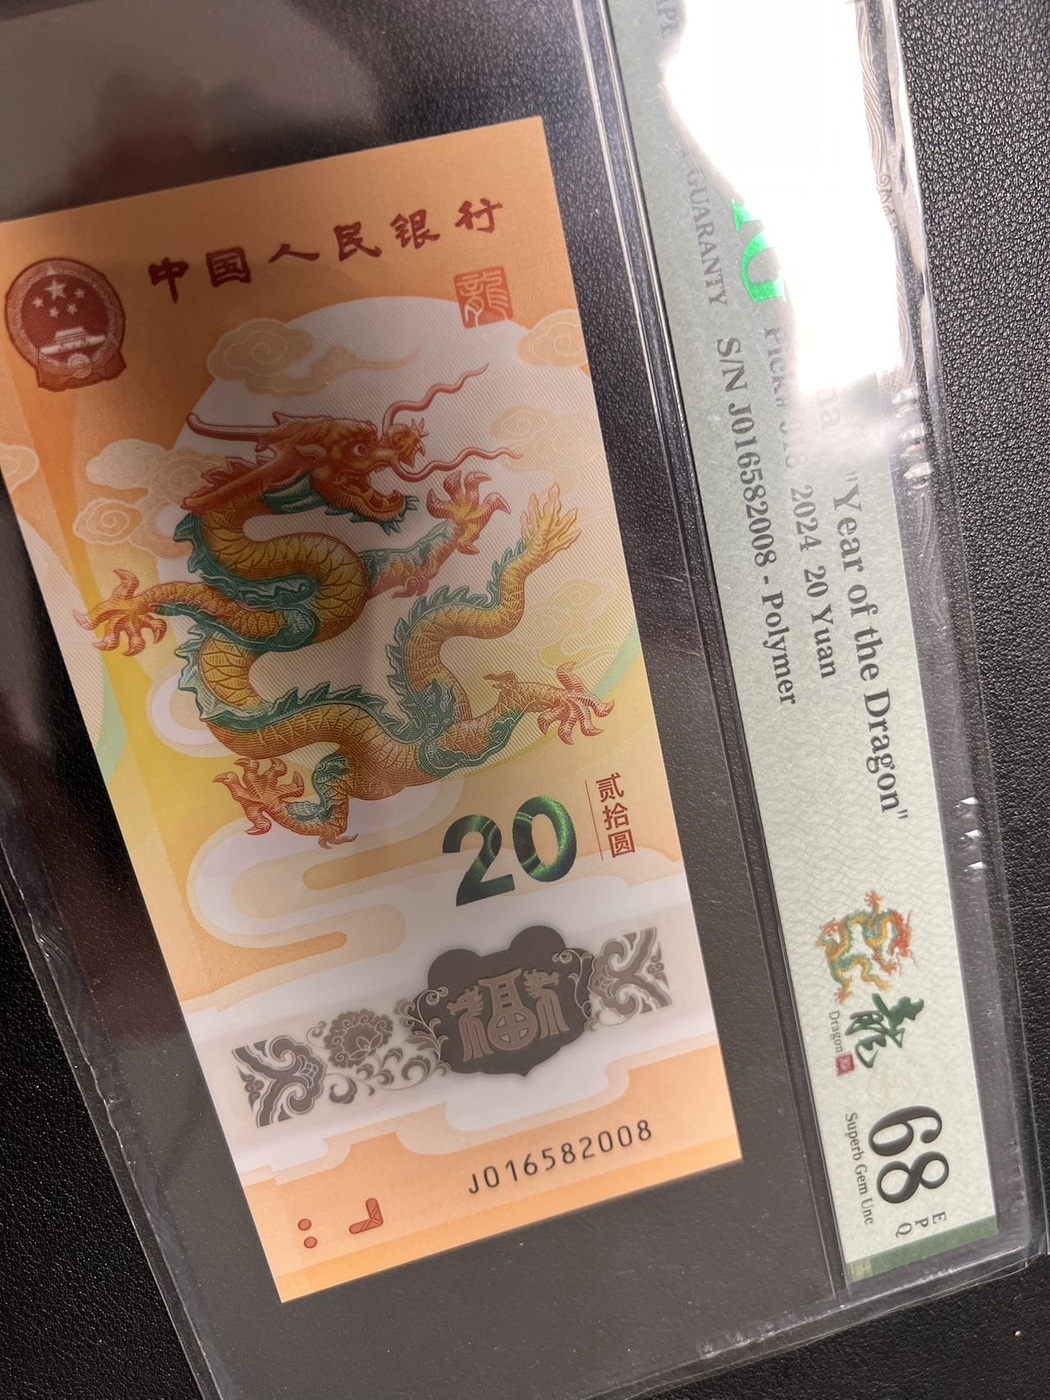 中国人民银行
龍
20
贰拾圆
福
J016582008
"Year of the Dragon"
2024 20 Yuan
GUARANTY S/N J016582008 - Polymer
龙
Dragon
68
EPQ
Superb Gem Unc